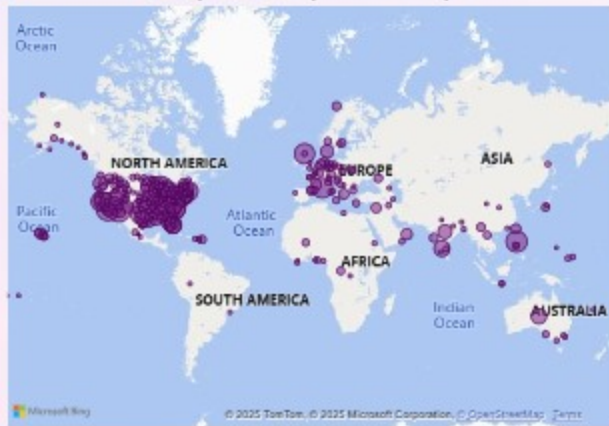 Arctic
Ocean
NORTH AMERICA
EUROPE
ASIA
Pacific
Ocean
Atlantic
Ocean
AFRICA
SOUTH AMERICA
Indian
Ocean
AUSTRALIA
Microsoft Bing
© 2025 TomTom, © 2025 Microsoft Corporation, © OpenStreetMap Terms